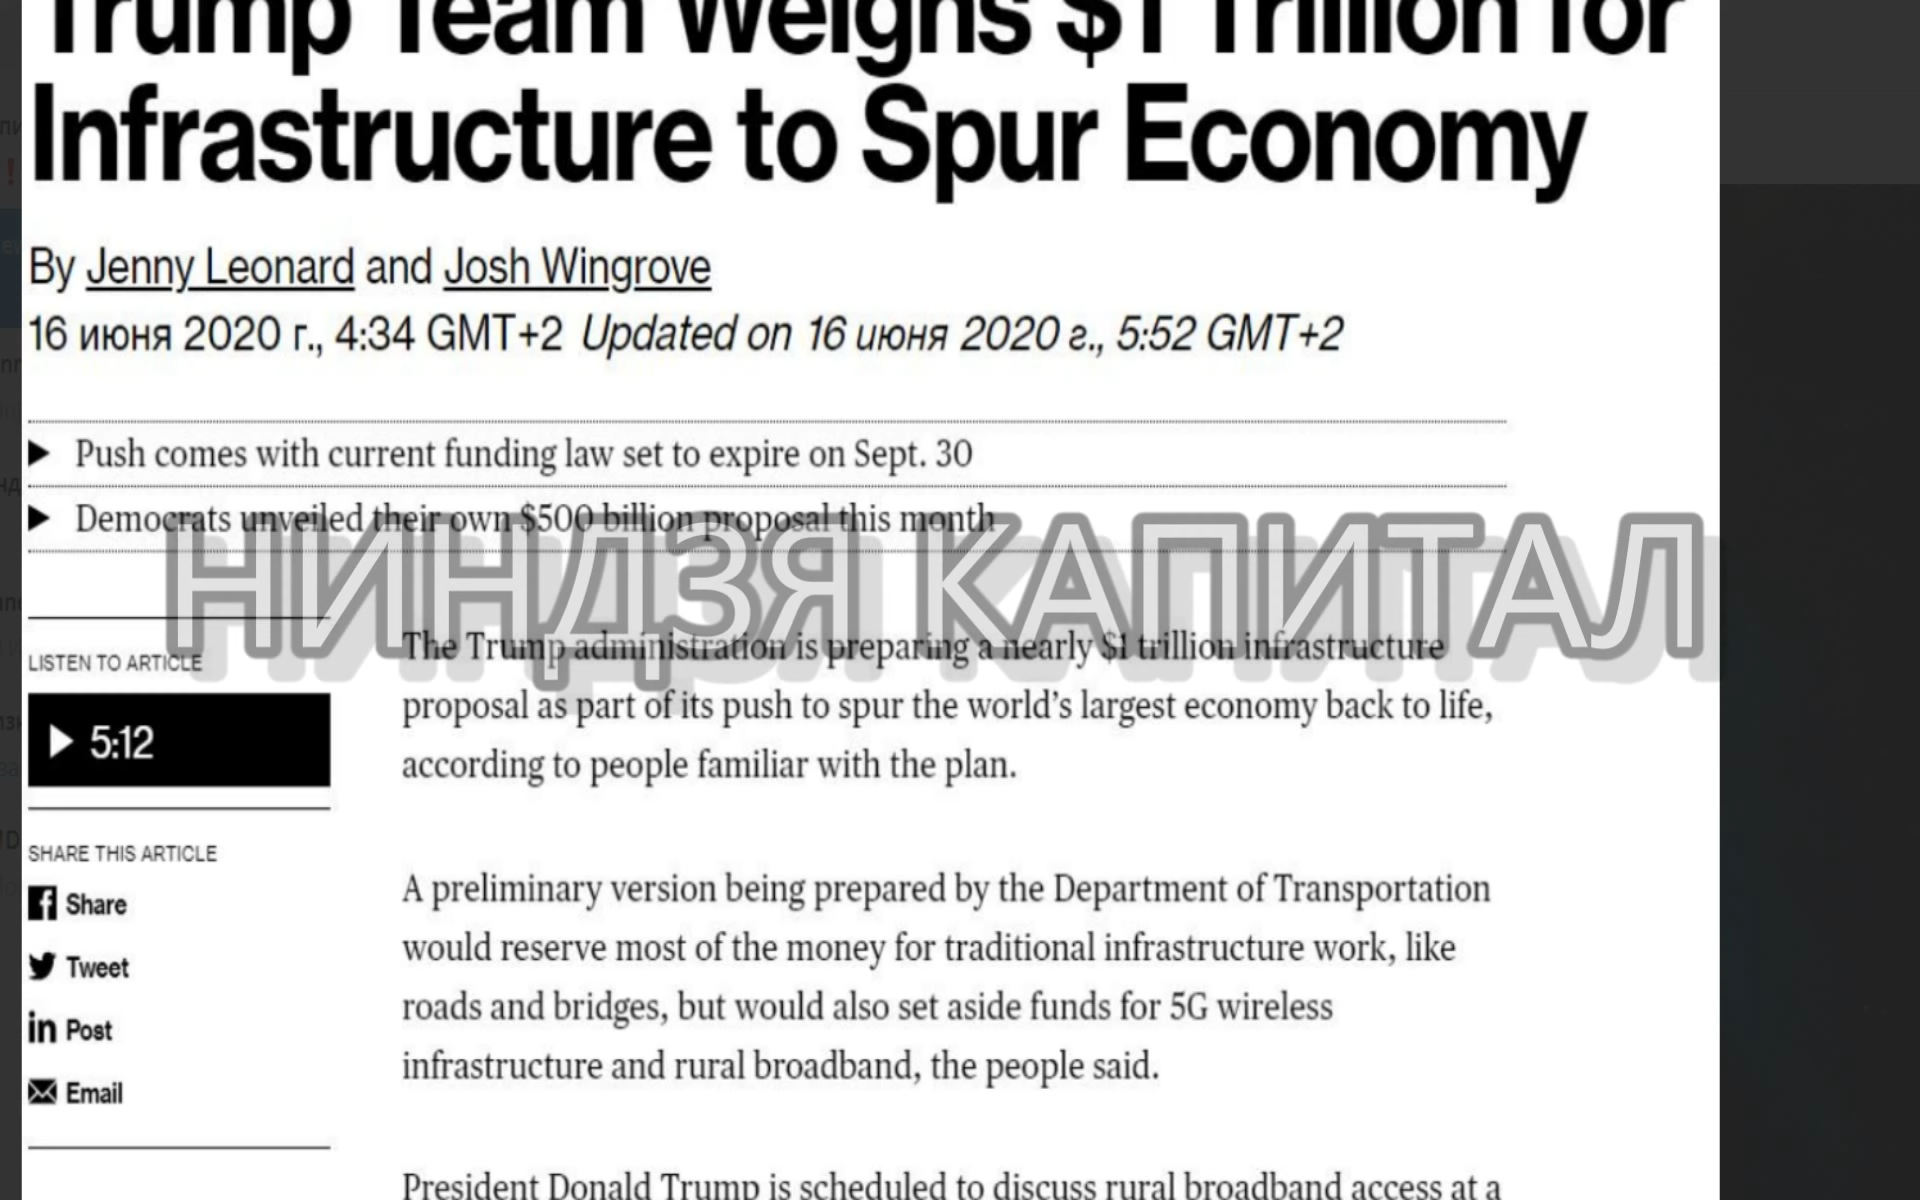 Trump Team Weighs $1 Trillion for
Infrastructure to Spur Economy
By Jenny Leonard and Josh Wingrove
16 июня 2020 г., 4:34 GMT+2 Updated on 16 июня 2020 г., 5:52 GMT+2
Push comes with current funding law set to expire on Sept. 30
Democrats unveiled their own $500 billion proposal this month
НИНДЗЯ КАПИТАЛ
LISTEN TO ARTICLE
5:12
SHARE THIS ARTICLE
Share
Tweet
in Post
Email
The Trump administration is preparing a nearly $1 trillion infrastructure
proposal as part of its push to spur the world's largest economy back to life,
according to people familiar with the plan.
A preliminary version being prepared by the Department of Transportation
would reserve most of the money for traditional infrastructure work, like
roads and bridges, but would also set aside funds for 5G wireless
infrastructure and rural broadband, the people said.
President Donald Trump is scheduled to discuss rural broadband access at a